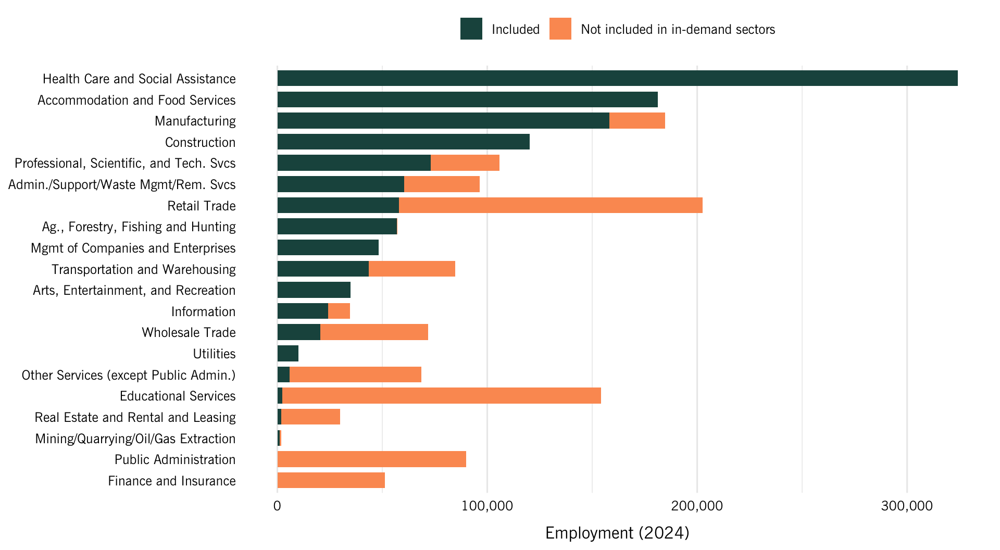 Included
Not included in in-demand sectors
Health Care and Social Assistance
Accommodation and Food Services
Manufacturing
Construction
Professional, Scientific, and Tech. Svcs
Admin./Support/Waste Mgmt/Rem. Svcs
Retail Trade
Ag., Forestry, Fishing and Hunting
Mgmt of Companies and Enterprises
Transportation and Warehousing
Arts, Entertainment, and Recreation
Information
Wholesale Trade
Utilities
Other Services (except Public Admin.)
Educational Services
Real Estate and Rental and Leasing
Mining/Quarrying/Oil/Gas Extraction
Public Administration
Finance and Insurance
0 100,000 200,000 300,000
Employment (2024)